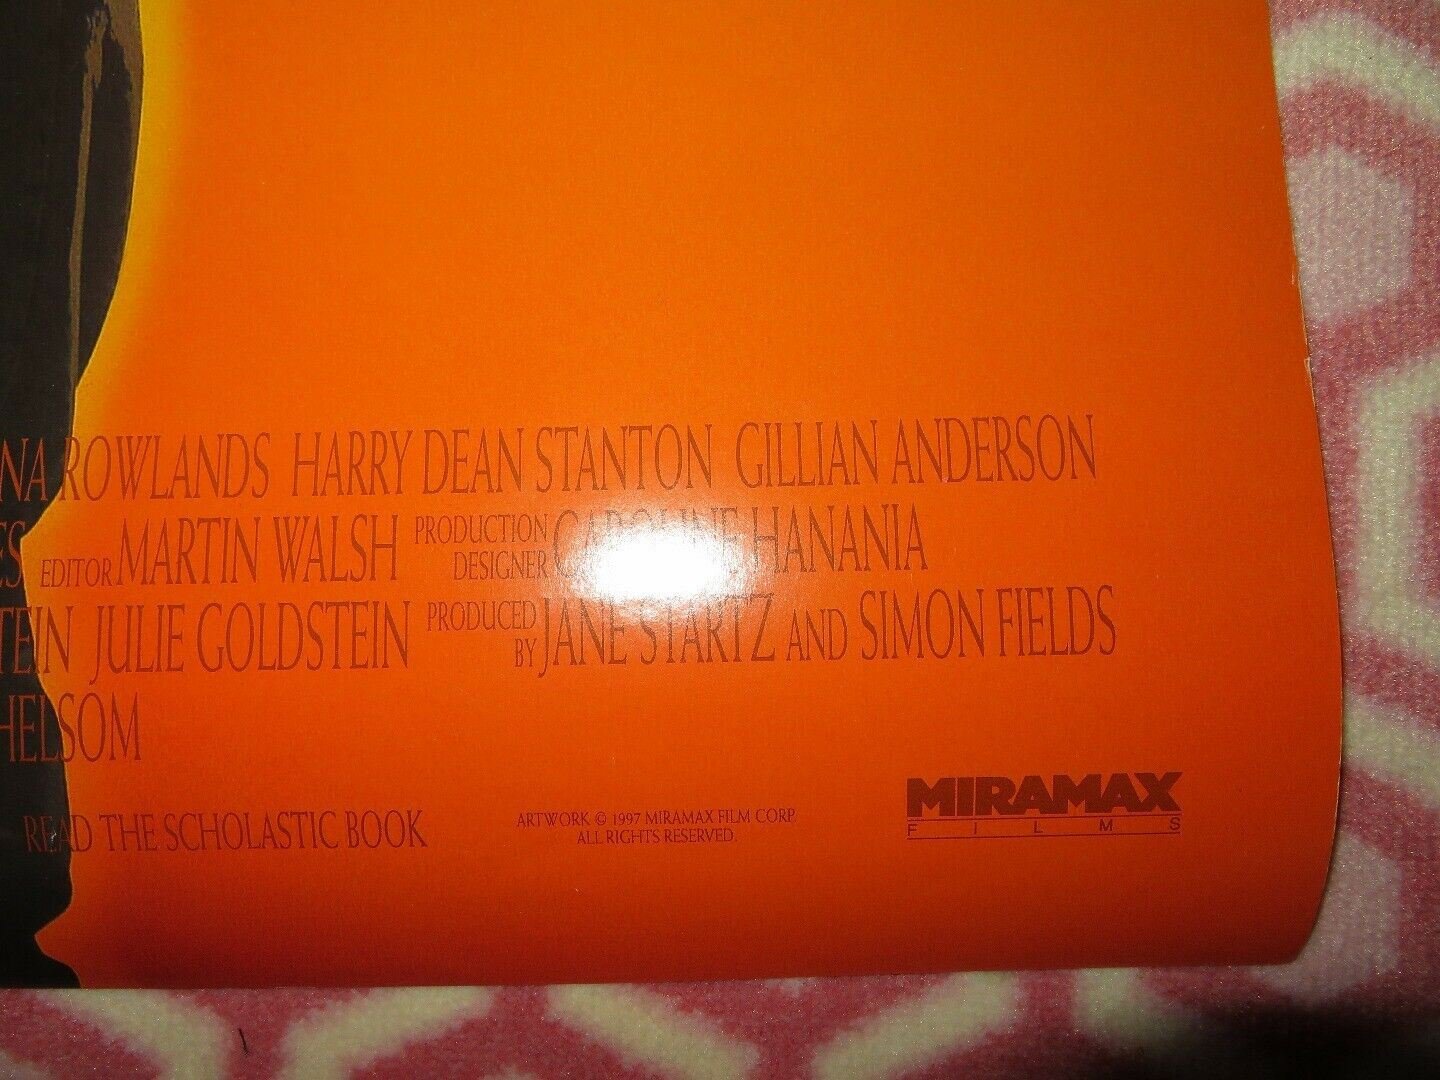 NA ROWLANDS HARRY DEAN STANTON GILLIAN ANDERSON
ES EDITOR MARTIN WALSH PRODUCTION DESIGNER CAROLINE HANANIA
TEIN JULIE GOLDSTEIN PRODUCED BY JANE STARTZ AND SIMON FIELDS
HELSOM
READ THE SCHOLASTIC BOOK
ARTWORK © 1997 MIRAMAX FILM CORP.
ALL RIGHTS RESERVED.
MIRAMAX
FILMS